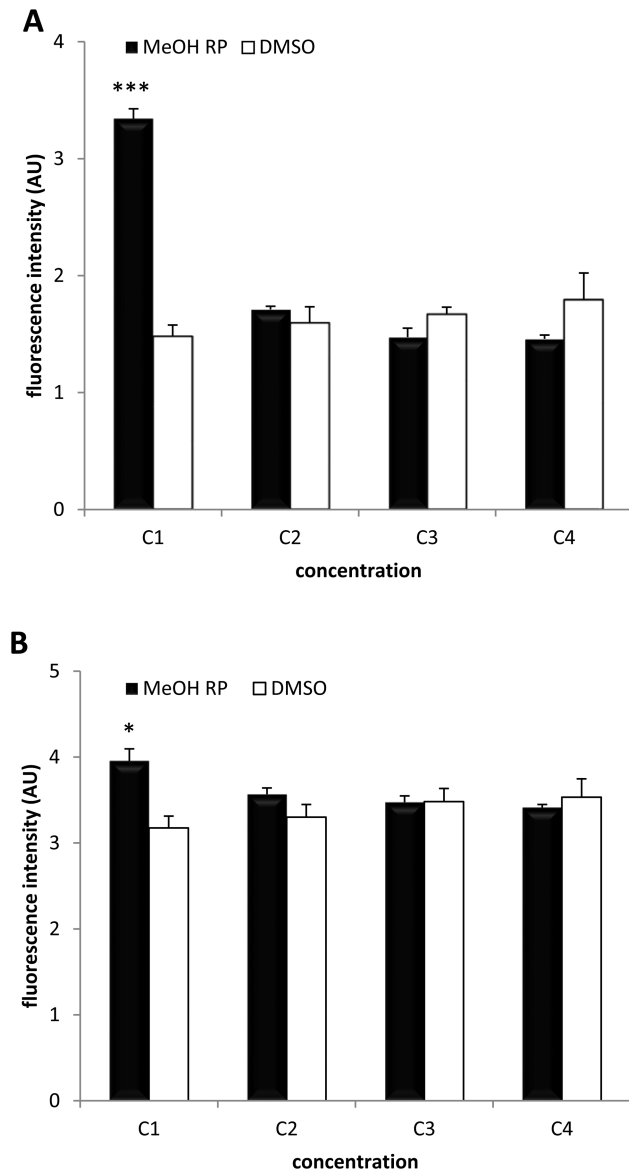 A
4
MeOH RP DMSO
***
3
fluorescence intensity (AU)
2
1
0
C1 C2 C3 C4
concentration
B
5
MeOH RP DMSO
*
4
fluorescence intensity (AU)
3
2
1
0
C1 C2 C3 C4
concentration